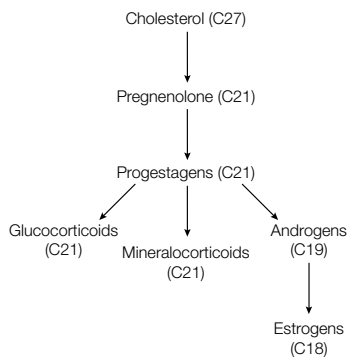 Cholesterol (C27)
Pregnenolone (C21)
Progestagens (C21)
Glucocorticoids
(C21)
Mineralocorticoids
(C21)
Androgens
(C19)
Estrogens
(C18)